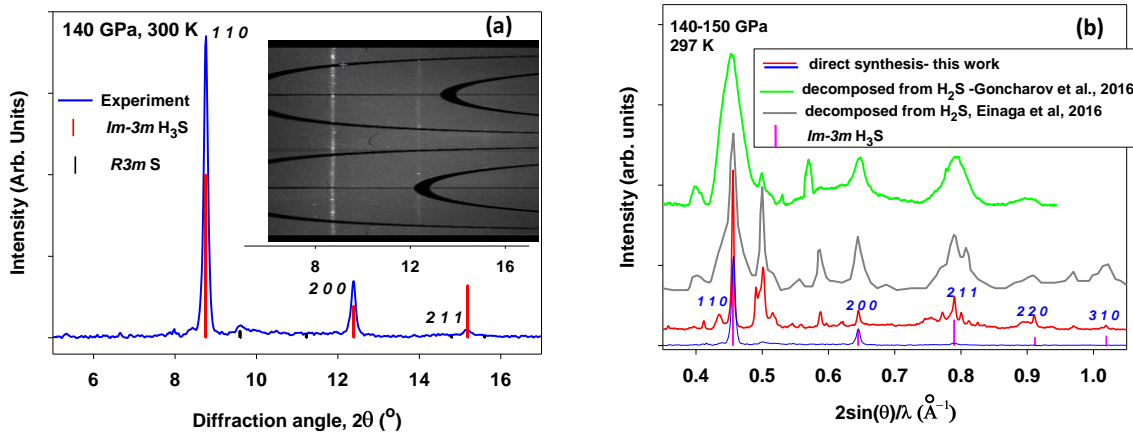 140 GPa, 300 K
1 1 0
(a)
Experiment
Im-3m H₃S
R3m S
2 0 0
2 1 1
8 12 16
6 8 10 12 14 16
Intensity (Arb. Units)
Diffraction angle, 2θ (°)
(b)
140-150 GPa
297 K
direct synthesis- this work
decomposed from H₂S -Goncharov et al., 2016
decomposed from H₂S, Einaga et al, 2016
Im-3m H₃S
1 1 0
2 0 0
2 1 1
2 2 0
3 1 0
0.4 0.5 0.6 0.7 0.8 0.9 1.0
Intensity (arb. units)
2sin(θ)/λ (Å⁻¹)